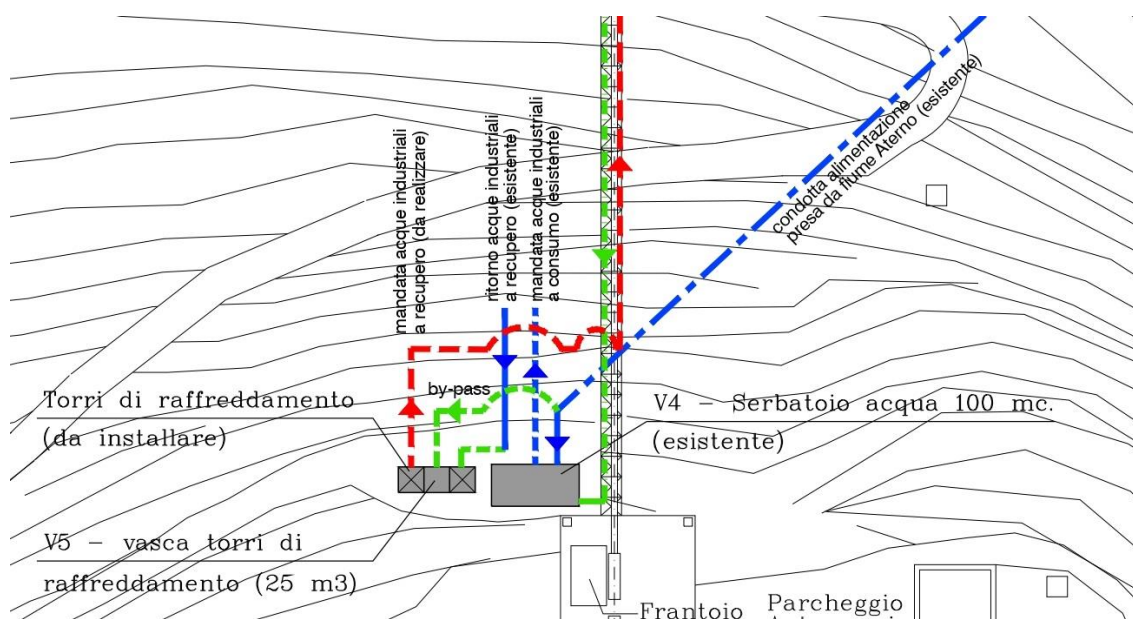 mandata acque industriali
a recupero (da realizzare)
ritorno acque industriali
a recupero (esistente)
mandata acque industriali
a consumo (esistente)
condotta alimentazione
presa da fiume Aterno (esistente)
by-pass
Torri di raffreddamento
(da installare)
V4 – Serbatoio acqua 100 mc.
(esistente)
V5 – vasca torri di
raffreddamento (25 m3)
Frantoio
Parcheggio